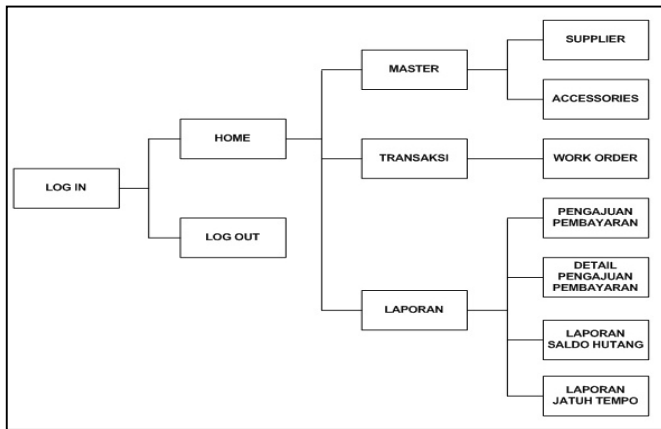 LOG IN
HOME
LOG OUT
MASTER
TRANSAKSI
LAPORAN
SUPPLIER
ACCESSORIES
WORK ORDER
PENGAJUAN
PEMBAYARAN
DETAIL
PENGAJUAN
PEMBAYARAN
LAPORAN
SALDO HUTANG
LAPORAN
JATUH TEMPO